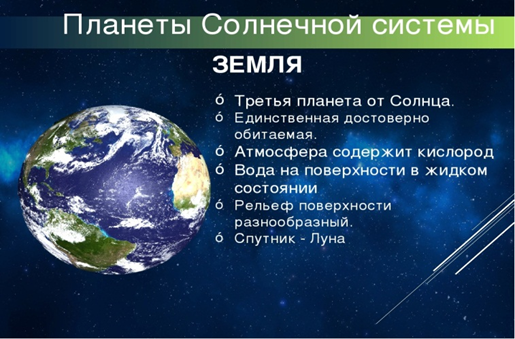 Планеты Солнечной системы
ЗЕМЛЯ
ó Третья планета от Солнца.
ó Единственная достоверно
обитаемая.
ó Атмосфера содержит кислород
ó Вода на поверхности в жидком
состоянии
ó Рельеф поверхности
разнообразный.
ó Спутник - Луна